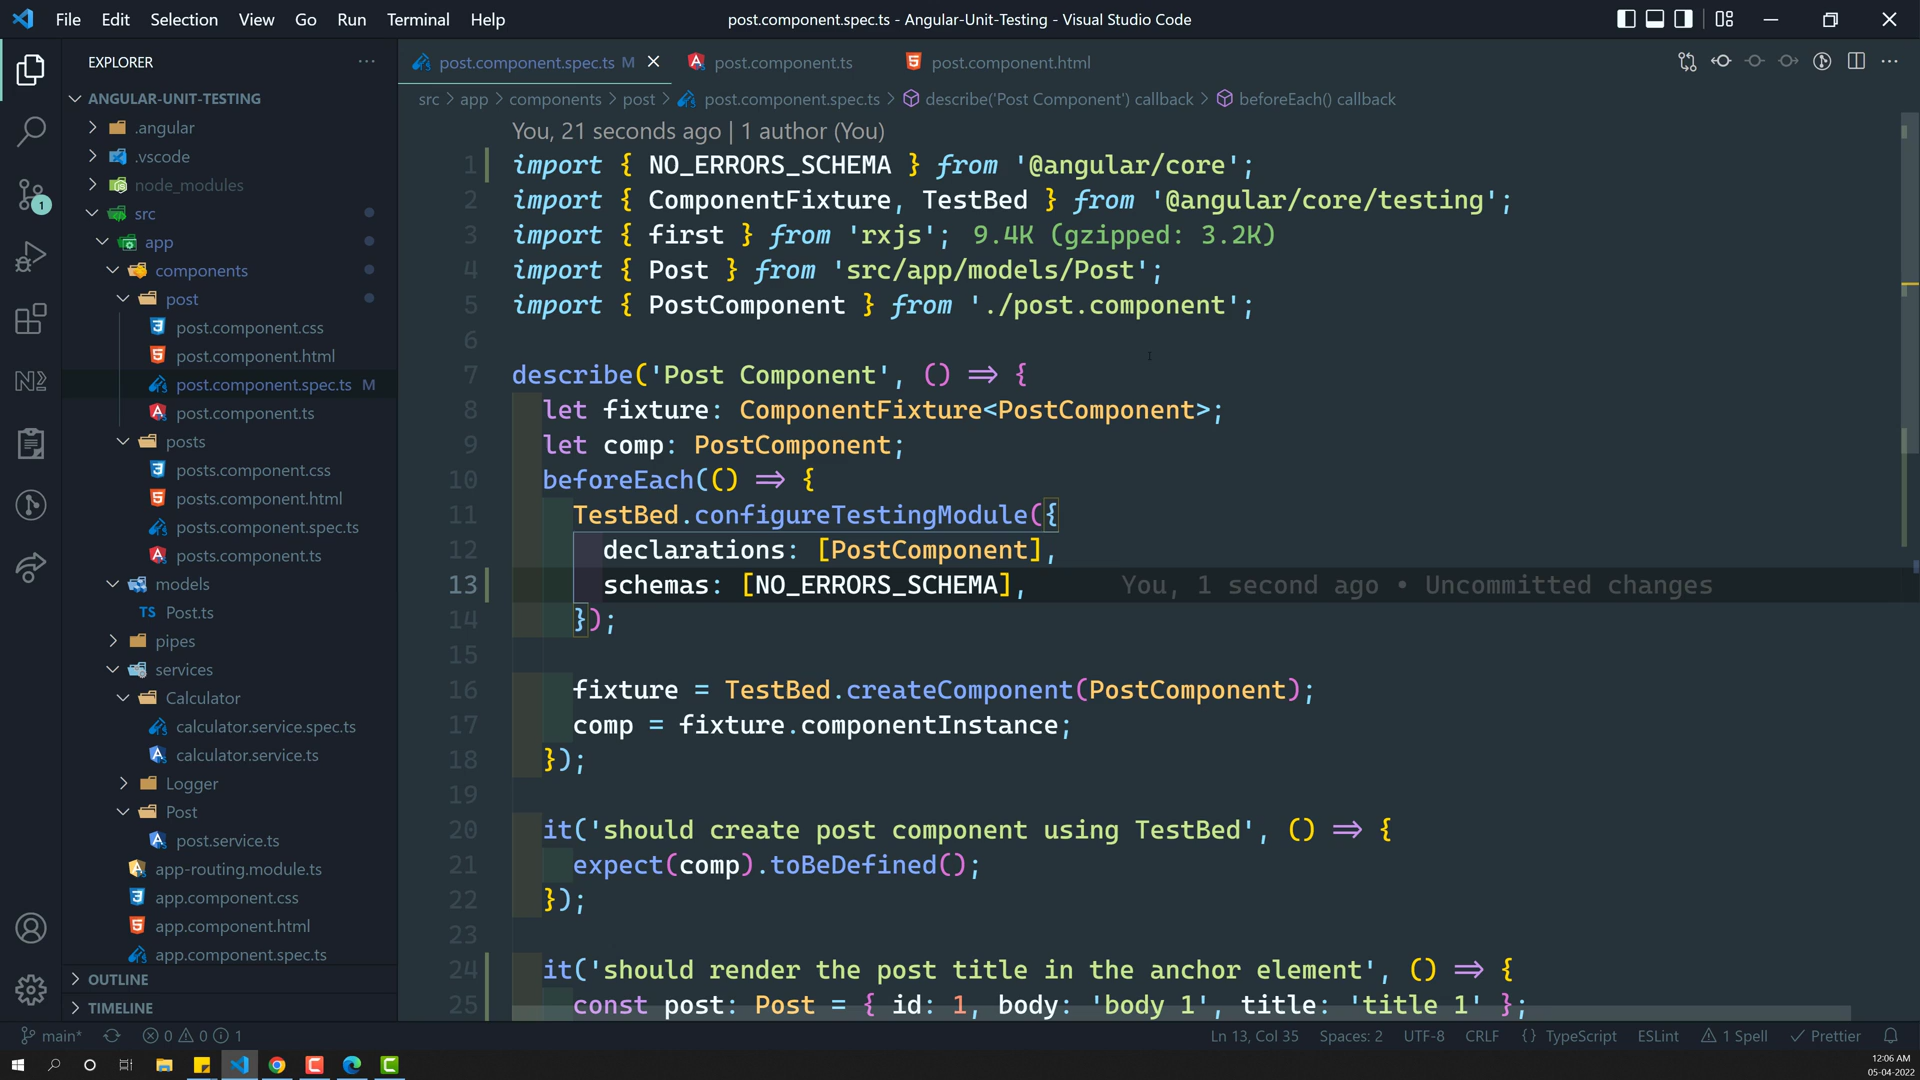 File Edit Selection View Go Run Terminal Help
post.component.spec.ts - Angular-Unit-Testing - Visual Studio Code
EXPLORER
ANGULAR-UNIT-TESTING
.angular
.vscode
node_modules
src
app
components
post
post.component.css
post.component.html
post.component.spec.ts M
post.component.ts
posts
posts.component.css
posts.component.html
posts.component.spec.ts
posts.component.ts
models
TS Post.ts
pipes
services
Calculator
calculator.service.spec.ts
calculator.service.ts
Logger
Post
post.service.ts
app-routing.module.ts
app.component.css
app.component.html
app.component.spec.ts
OUTLINE
TIMELINE
1
post.component.spec.ts M
post.component.ts
post.component.html
src > app > components > post > post.component.spec.ts > describe('Post Component') callback > beforeEach() callback
You, 21 seconds ago | 1 author (You)
1 import { NO_ERRORS_SCHEMA } from '@angular/core';
2 import { ComponentFixture, TestBed } from '@angular/core/testing';
3 import { first } from 'rxjs'; 9.4K (gzipped: 3.2K)
4 import { Post } from 'src/app/models/Post';
5 import { PostComponent } from './post.component';
6
7 describe('Post Component', () => {
8 let fixture: ComponentFixture<PostComponent>;
9 let comp: PostComponent;
10 beforeEach(() => {
11 TestBed.configureTestingModule({
12 declarations: [PostComponent],
13 schemas: [NO_ERRORS_SCHEMA], You, 1 second ago • Uncommitted changes
14 });
15
16 fixture = TestBed.createComponent(PostComponent);
17 comp = fixture.componentInstance;
18 });
19
20 it('should create post component using TestBed', () => {
21 expect(comp).toBeDefined();
22 });
23
24 it('should render the post title in the anchor element', () => {
25 const post: Post = { id: 1, body: 'body 1', title: 'title 1' };
main* 0 0 1
Ln 13, Col 35 Spaces: 2 UTF-8 CRLF {} TypeScript ESLint 1 Spell Prettier
12:06 AM
05-04-2022